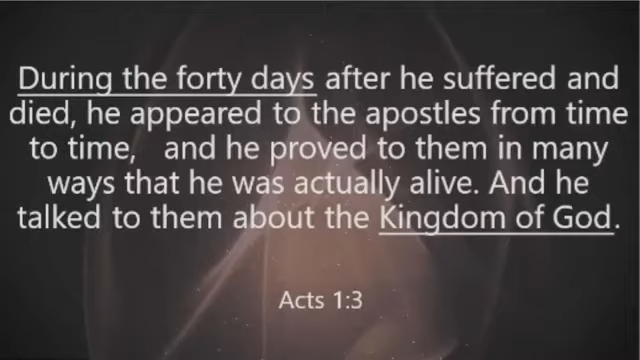 During the forty days after he suffered and
died, he appeared to the apostles from time
to time, and he proved to them in many
ways that he was actually alive. And he
talked to them about the Kingdom of God.
Acts 1:3